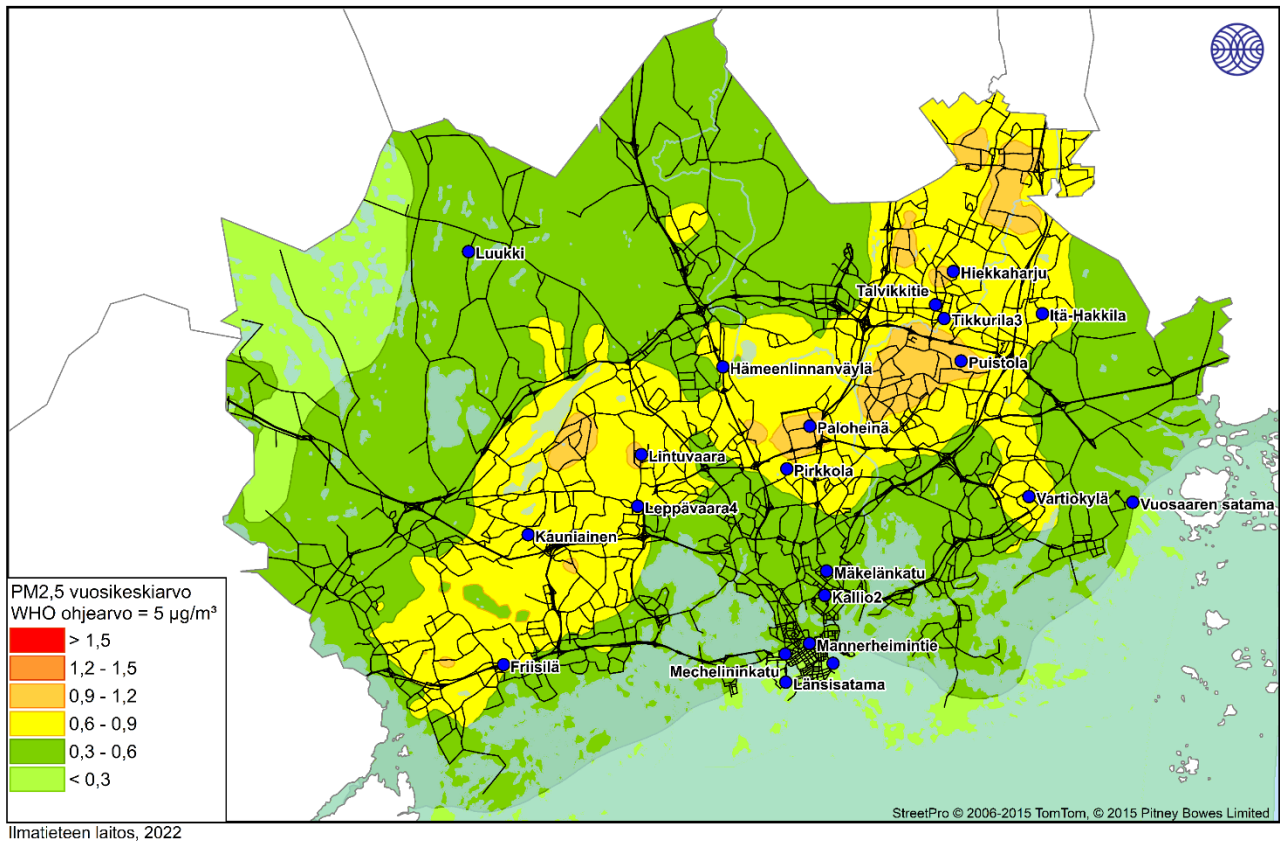 Luukki
Hiekkaharju
Talvikkitie
Tikkurila3
Itä-Hakkila
Puistola
Hämeenlinnanväylä
Paloheinä
Lintuvaara
Pirkkola
Vartiokylä
Vuosaaren satama
Leppävaara4
Kauniainen
Mäkelänkatu
Kallio2
Mannerheimintie
Friisilä
Mechelininkatu
Länsisatama
PM2,5 vuosikeskiarvo
WHO ohjearvo = 5 µg/m³
> 1,5
1,2 - 1,5
0,9 - 1,2
0,6 - 0,9
0,3 - 0,6
< 0,3
StreetPro © 2006-2015 TomTom, © 2015 Pitney Bowes Limited
Ilmatieteen laitos, 2022